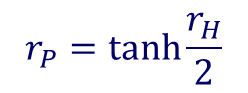 r_P = tanh r_H/2